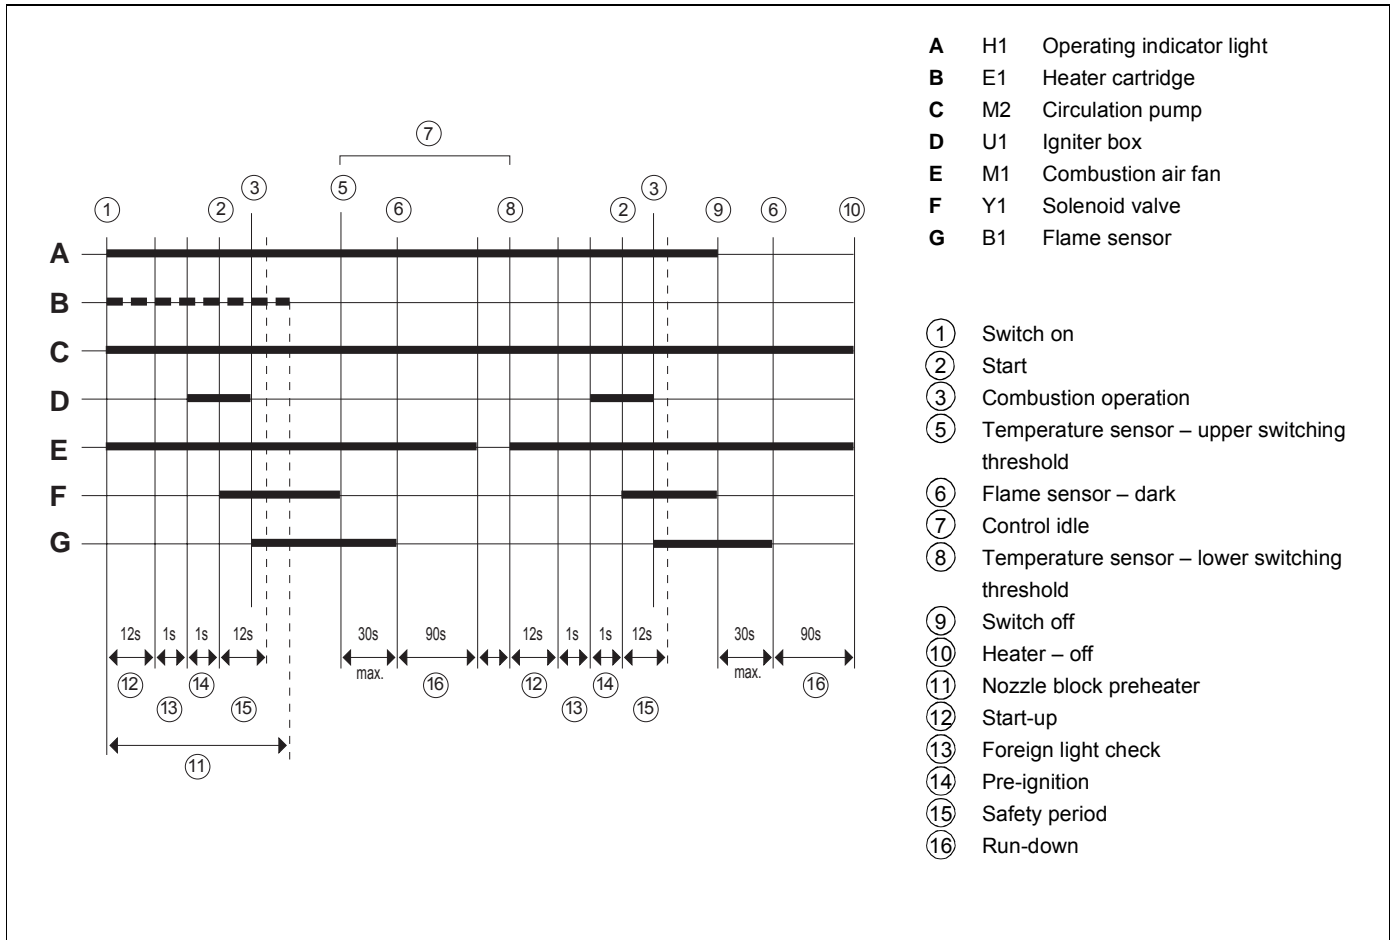 A H1 Operating indicator light
B E1 Heater cartridge
C M2 Circulation pump
D U1 Igniter box
E M1 Combustion air fan
F Y1 Solenoid valve
G B1 Flame sensor
7
3 5 3
1 2 6 8 2 9 6 10
A
B
C
D
E
F
G
12s 1s 1s 12s 30s 90s 12s 1s 1s 12s 30s 90s
max. max.
12 14 16 12 14 16
13 15 13 15
11
1 Switch on
2 Start
3 Combustion operation
5 Temperature sensor – upper switching
threshold
6 Flame sensor – dark
7 Control idle
8 Temperature sensor – lower switching
threshold
9 Switch off
10 Heater – off
11 Nozzle block preheater
12 Start-up
13 Foreign light check
14 Pre-ignition
15 Safety period
16 Run-down